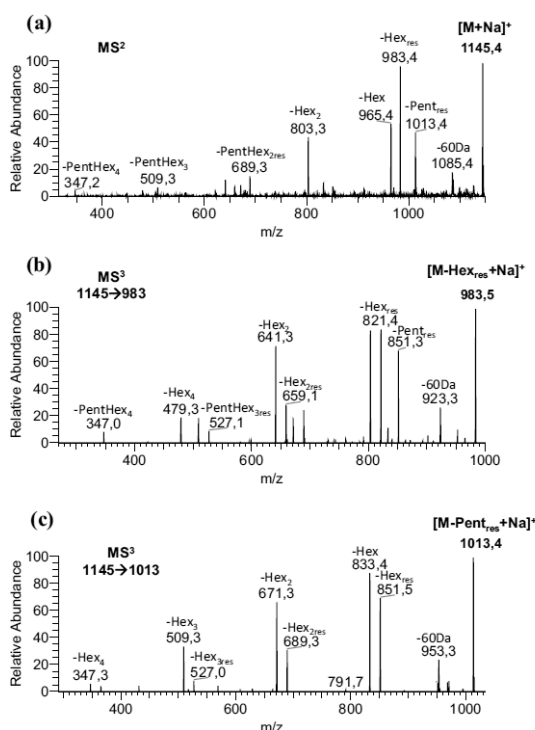 (a)
MS2
[M+Na]+
1145,4
-Hexres
983,4
-Hex
965,4
-Pentres
1013,4
-Hex2
803,3
-60Da
1085,4
-PentHex2res
689,3
-PentHex3
509,3
-PentHex4
347,2
Relative Abundance
100
80
60
40
20
0
400 600 800 1000
m/z
(b)
MS3
1145→983
[M-Hexres+Na]+
983,5
-Hexres
821,4
-Pentres
851,3
-Hex2
641,3
-Hex2res
659,1
-60Da
923,3
-Hex4
479,3
-PentHex3res
527,1
-PentHex4
347,0
Relative Abundance
100
80
60
40
20
0
400 600 800 1000
m/z
(c)
MS3
1145→1013
[M-Pentres+Na]+
1013,4
-Hex
833,4
-Hexres
851,5
-Hex2
671,3
-Hex2res
689,3
-60Da
953,3
791,7
-Hex3
509,3
-Hex3res
527,0
-Hex4
347,3
Relative Abundance
100
80
60
40
20
0
400 600 800 1000
m/z